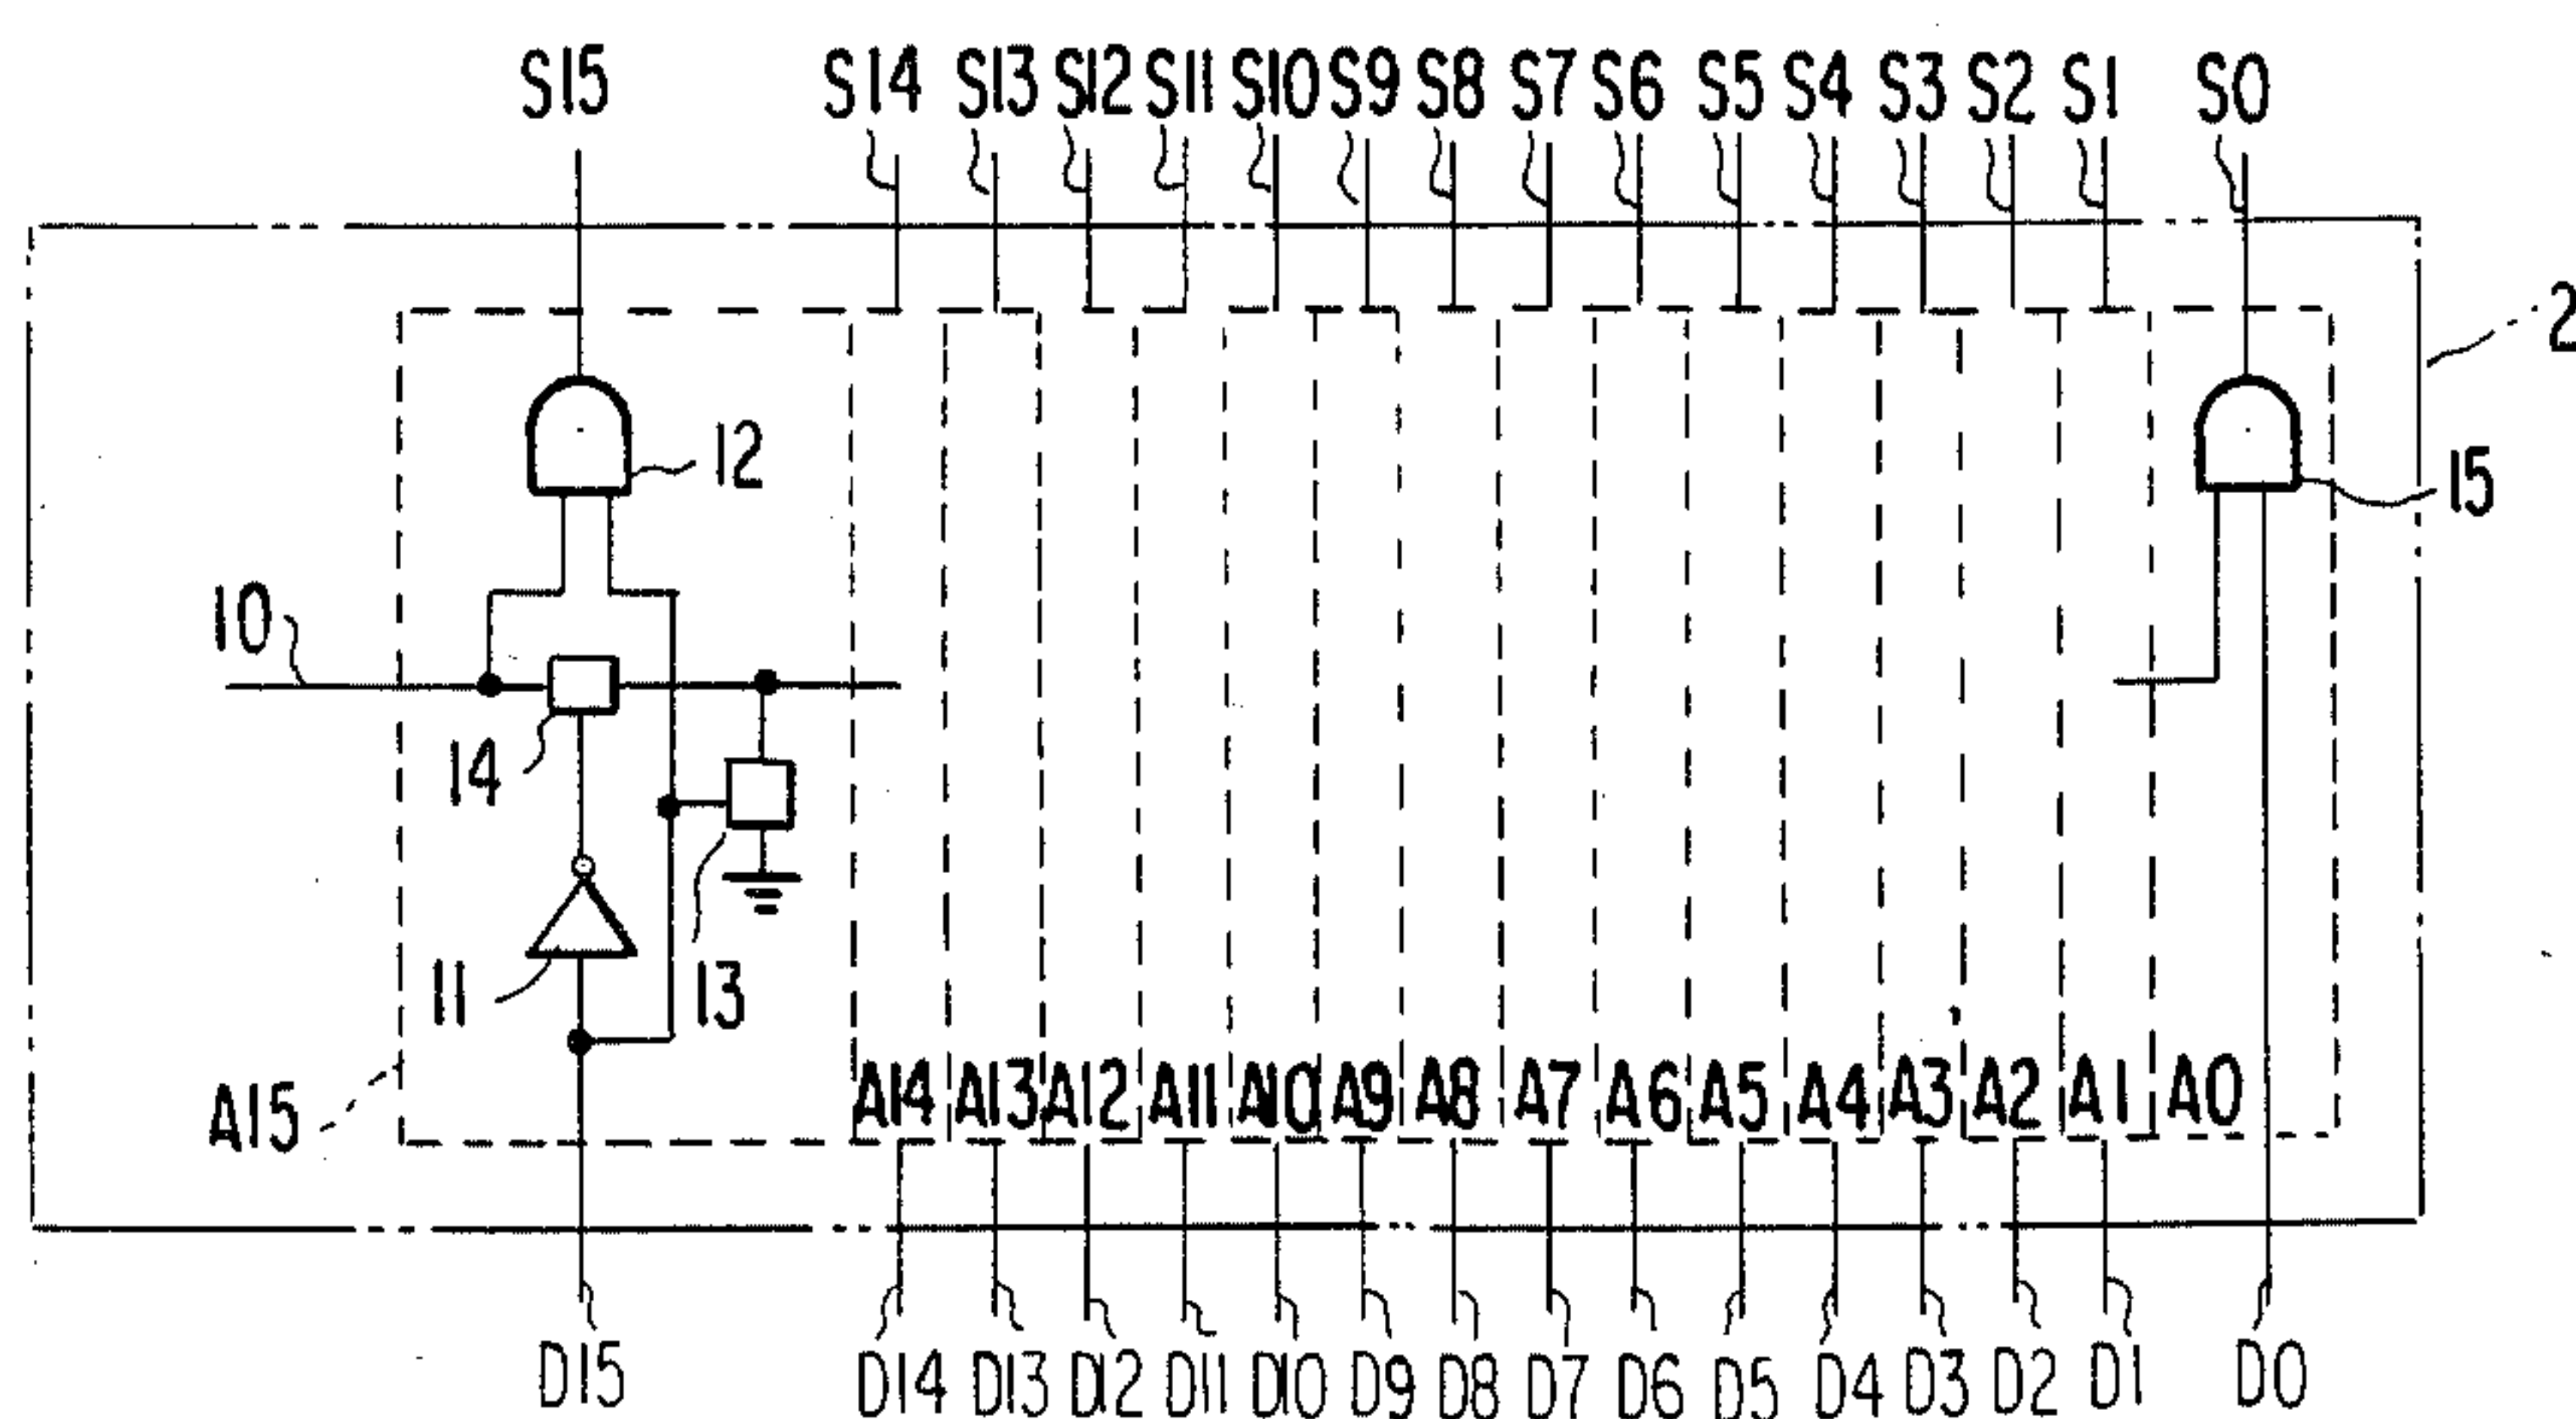 S15 S14 S13 S12 S11 S10 S9 S8 S7 S6 S5 S4 S3 S2 S1 S0
2
12
15
10
14
11
13
A15
A14 A13 A12 A11 A10 A9 A8 A7 A6 A5 A4 A3 A2 A1 A0
D15 D14 D13 D12 D11 D10 D9 D8 D7 D6 D5 D4 D3 D2 D1 D0